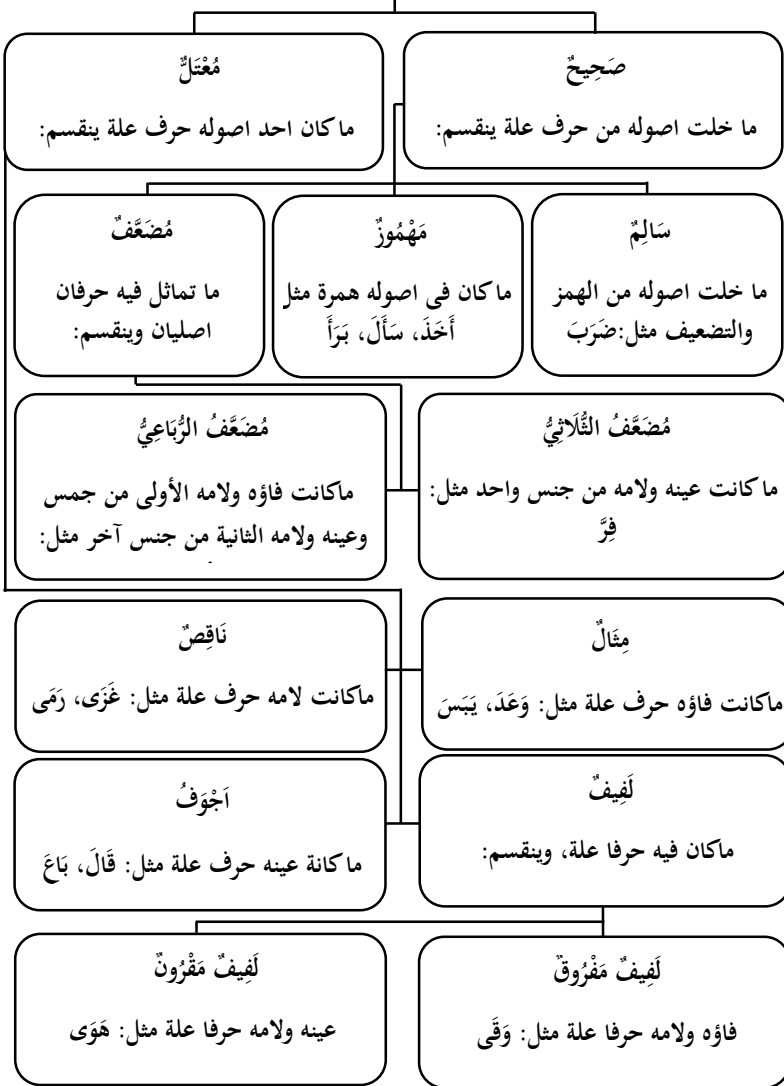 صَحِيحٌ
ما خلت اصوله من حرف علة ينقسم:
مُعْتَلٌّ
ماكان احد اصوله حرف علة ينقسم:
سَالِمٌ
ما خلت اصوله من الهمز
والتضعيف مثل:ضَرَبَ
مَهْمُوزٌ
ماكان فى اصوله همرة مثل
أَخَذَ، سَأَلَ، بَرَأَ
مُضَعَّفٌ
ما تماثل فيه حرفان
اصليان وينقسم:
مُضَعَّفُ الثُّلَاثِيُّ
ماكانت عينه ولامه من جنس واحد مثل:
فِرَّ
مُضَعَّفُ الرُّبَاعِيُّ
ماكانت فاؤه ولامه الأولى من جمس
وعينه ولامه الثانية من جنس آخر مثل:
مِثَالٌ
ماكانت فاؤه حرف علة مثل: وَعَدَ، يَبَسَ
نَاقِصٌ
ماكانت لامه حرف علة مثل: غَزَى، رَمَى
لَفِيفٌ
ماكان فيه حرفا علة، وينقسم:
اَجْوَفُ
ماكانة عينه حرف علة مثل: قَالَ، بَاعَ
لَفِيفٌ مَفْرُوقٌ
فاؤه ولامه حرفا علة مثل: وَقَى
لَفِيفٌ مَقْرُونٌ
عينه ولامه حرفا علة مثل: هَوَى